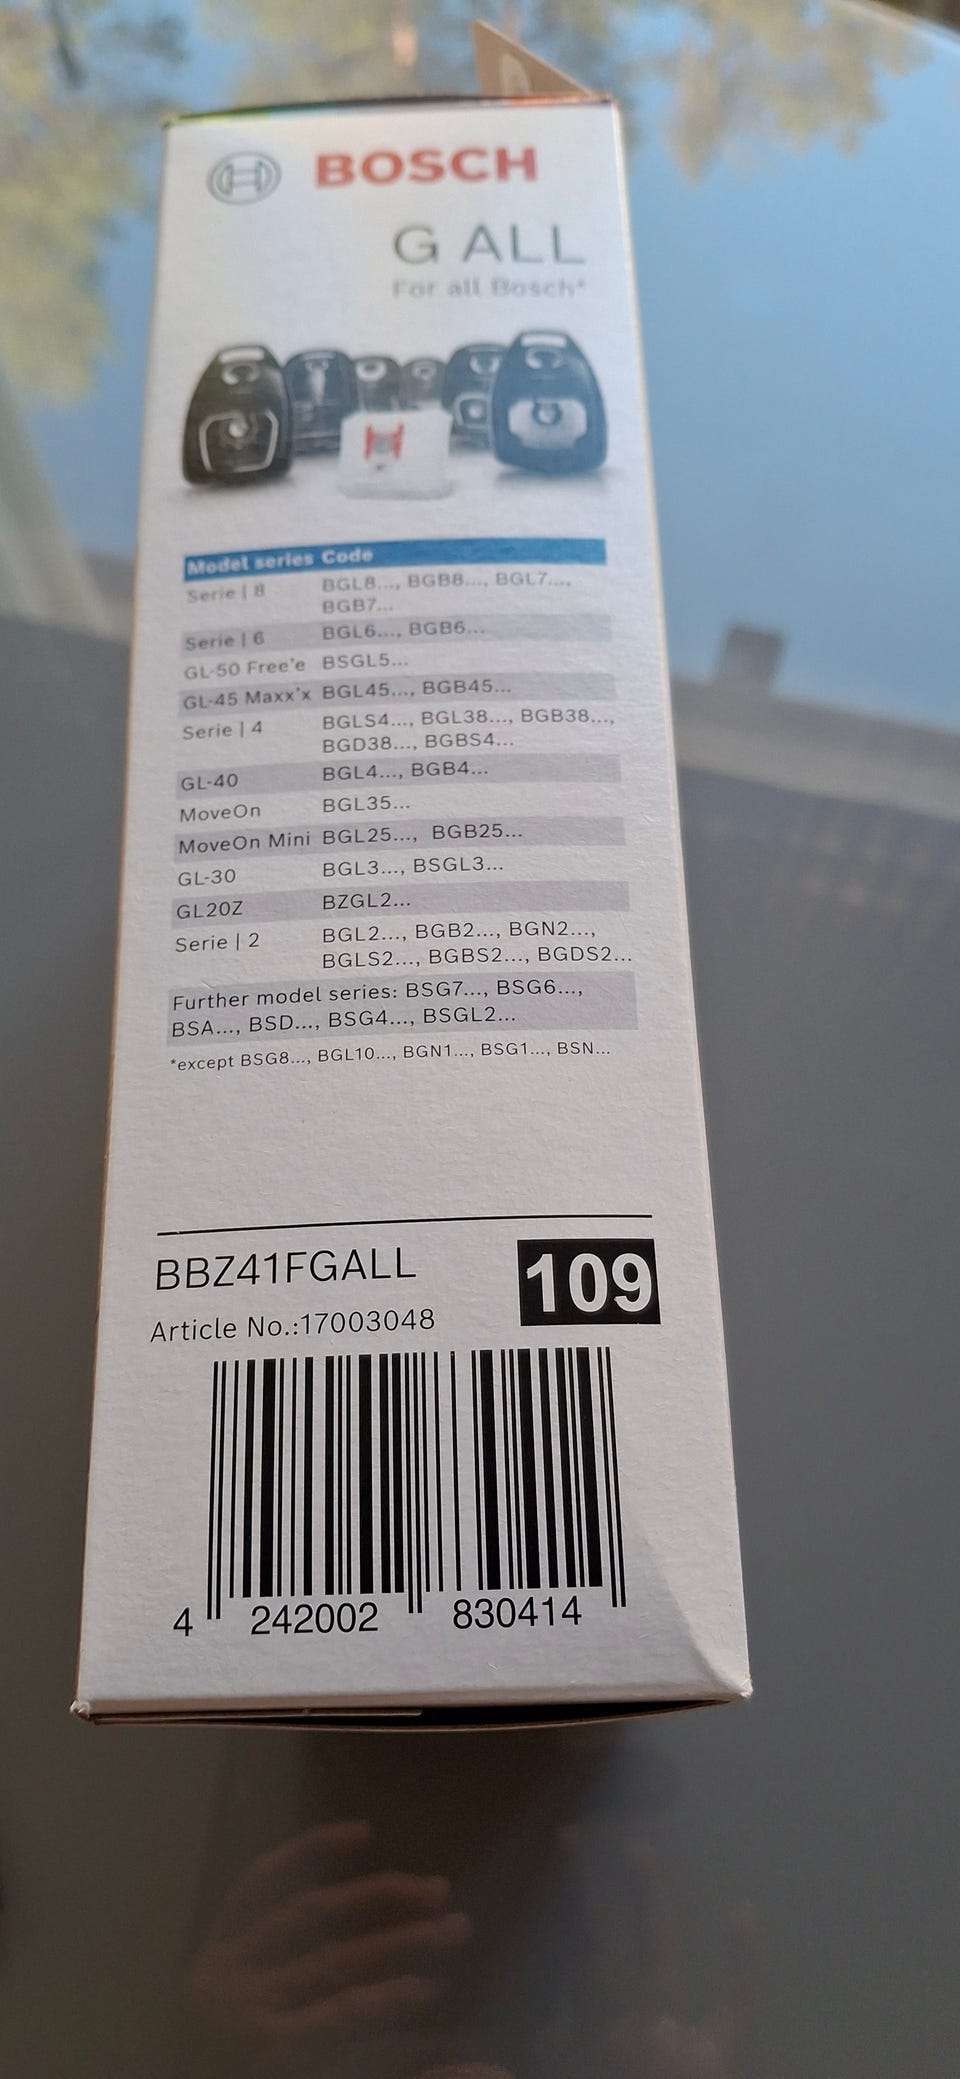 BOSCH
G ALL
For all Bosch*
Model series Code
Serie | 8 BGL8..., BGB8..., BGL7...,
BGB7...
Serie | 6 BGL6..., BGB6...
GL-50 Free'e BSGL5...
GL-45 Maxx'x BGL45..., BGB45...
Serie | 4 BGLS4..., BGL38..., BGB38...,
BGD38..., BGBS4...
GL-40 BGL4..., BGB4...
MoveOn BGL35...
MoveOn Mini BGL25..., BGB25...
GL-30 BGL3..., BSGL3...
GL20Z BZGL2...
Serie | 2 BGL2..., BGB2..., BGN2...,
BGLS2..., BGBS2..., BGDS2...
Further model series: BSG7..., BSG6...,
BSA..., BSD..., BSG4..., BSGL2...
*except BSG8..., BGL10..., BGN1..., BSG1..., BSN...
BBZ41FGALL
109
Article No.:17003048
4 242002 830414